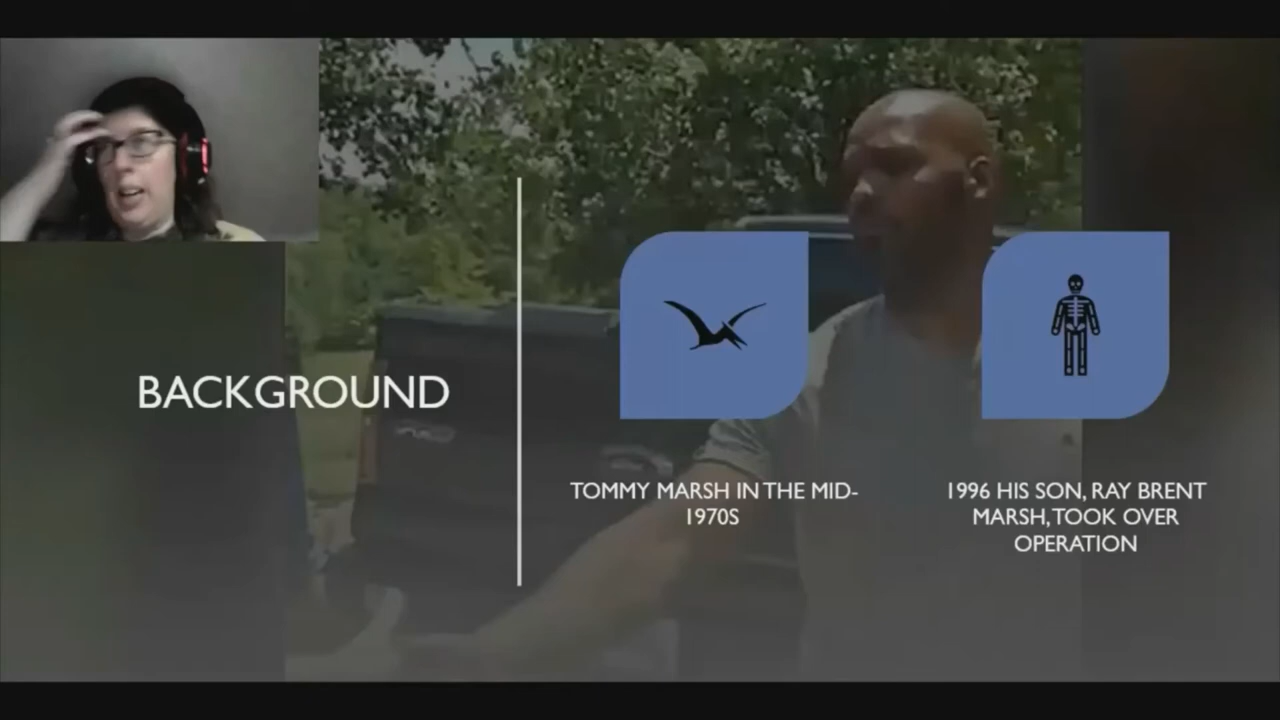 BACKGROUND
TOMMY MARSH IN THE MID-
1970S
1996 HIS SON, RAY BRENT
MARSH, TOOK OVER
OPERATION